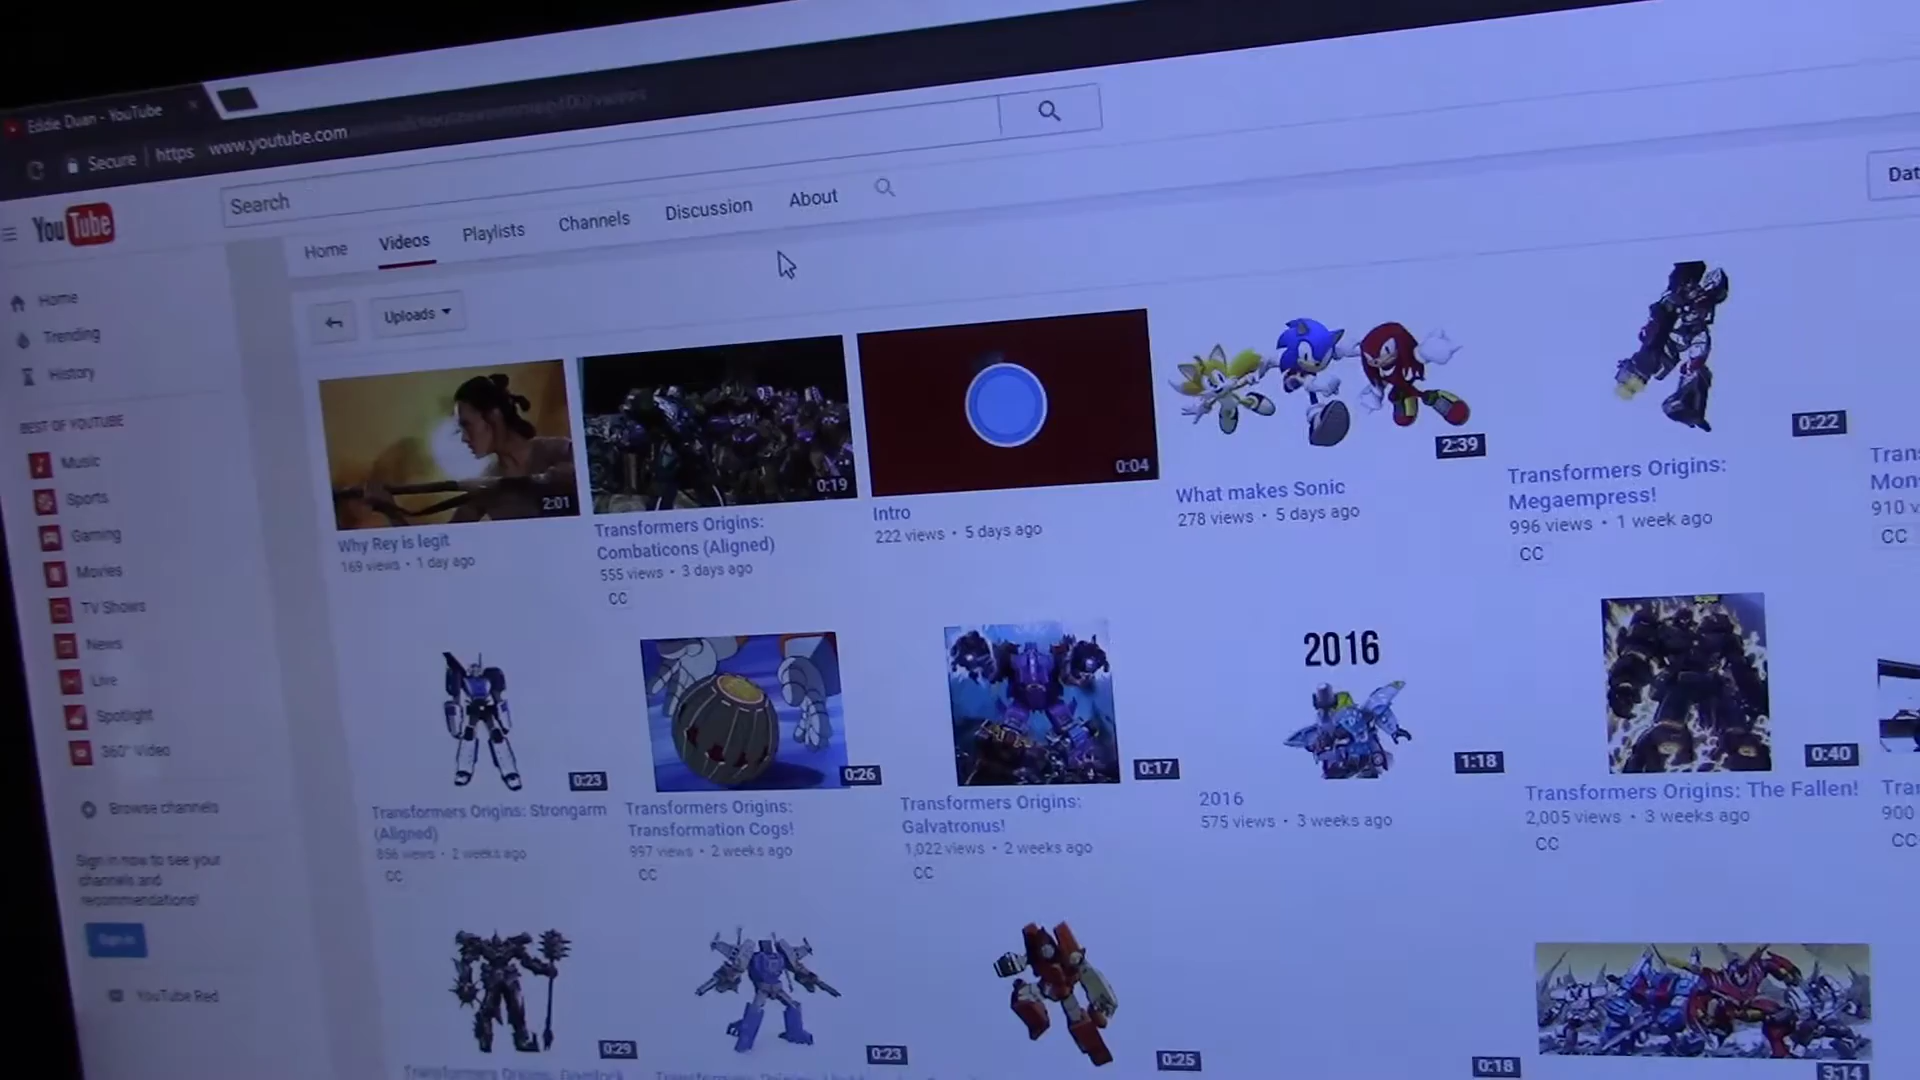 Eddie Duan - YouTube
Secure | https www.youtube.com
YouTube
Search
Home Videos Playlists Channels Discussion About
Dat
Uploads
Home
Trending
History
BEST OF YOUTUBE
Music
Sports
Gaming
Movies
TV Shows
News
Live
Spotlight
360° Video
Browse channels
Sign in now to see your
channels and
recommendations!
Sign in
YouTube Red
2:01
Why Rey is legit
169 views • 1 day ago
0:19
Transformers Origins:
Combaticons (Aligned)
555 views • 3 days ago
CC
0:04
Intro
222 views • 5 days ago
2:39
What makes Sonic
278 views • 5 days ago
0:22
Transformers Origins:
Megaempress!
996 views • 1 week ago
CC
Tran
Mon
910 v
CC
0:23
Transformers Origins: Strongarm
(Aligned)
856 views • 2 weeks ago
CC
0:26
Transformers Origins:
Transformation Cogs!
997 views • 2 weeks ago
CC
0:17
Transformers Origins:
Galvatronus!
1,022 views • 2 weeks ago
CC
2016
1:18
2016
575 views • 3 weeks ago
0:40
Transformers Origins: The Fallen!
2,005 views • 3 weeks ago
CC
Tra
900
CC
0:29
0:23
0:25
0:18
3:14